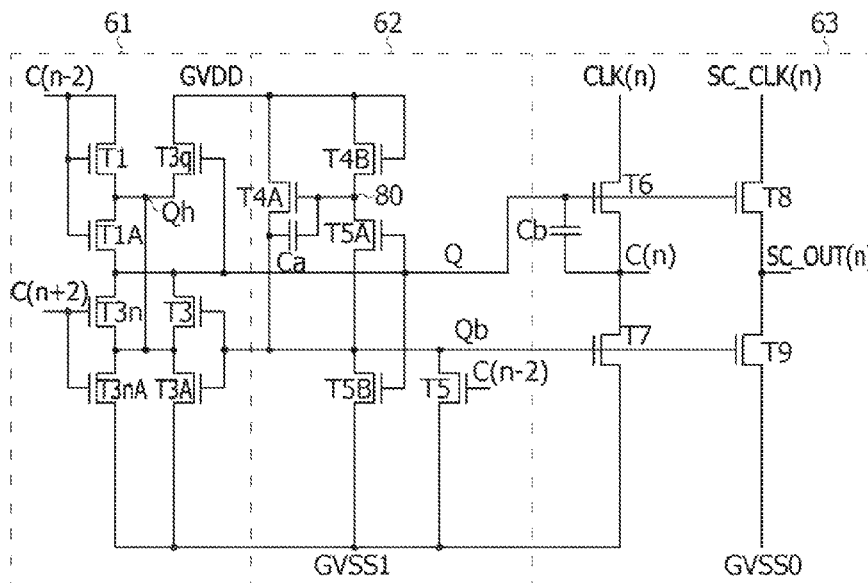 61
62
63
C(n-2)
GVDD
CLK(n)
SC_CLK(n)
T1
T3q
T4B
T4A
80
T6
T8
Qh
T1A
T5A
Cb
Ca
Q
C(n)
SC_OUT(n)
C(n+2)
T3n
T3
Qb
T7
T9
C(n-2)
T3nA
T3A
T5B
T5
GVSS1
GVSS0